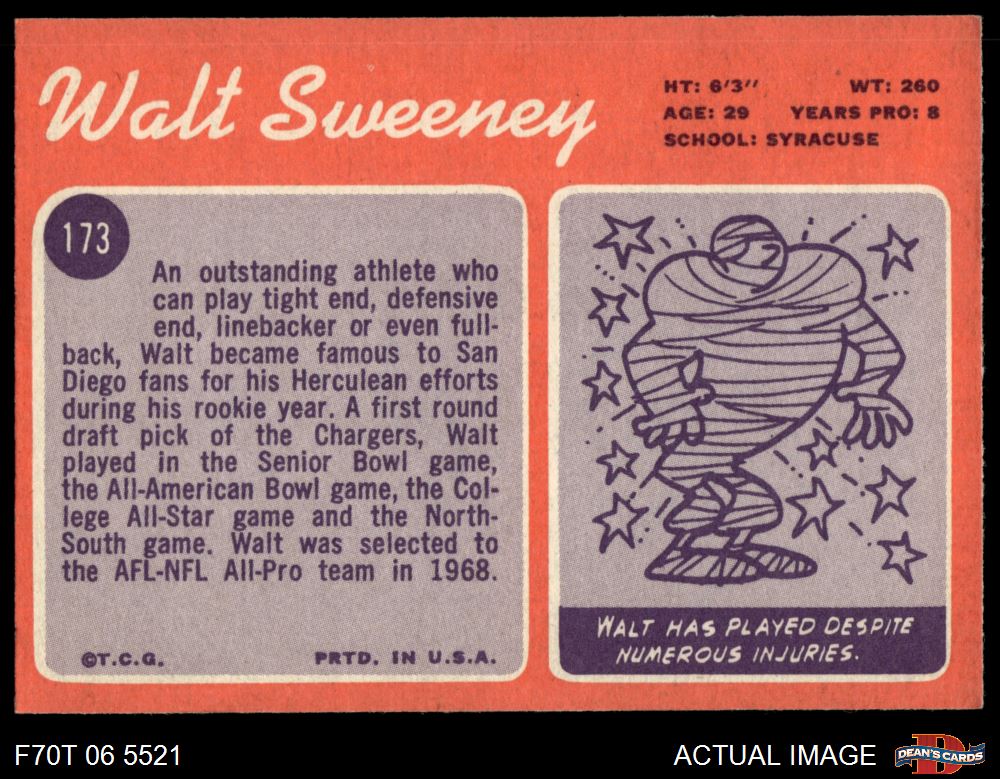 Walt Sweeney
HT: 6'3'' WT: 260
AGE: 29 YEARS PRO: 8
SCHOOL: SYRACUSE
173
An outstanding athlete who
can play tight end, defensive
end, linebacker or even full-
back, Walt became famous to San
Diego fans for his Herculean efforts
during his rookie year. A first round
draft pick of the Chargers, Walt
played in the Senior Bowl game,
the All-American Bowl game, the Col-
lege All-Star game and the North-
South game. Walt was selected to
the AFL-NFL All-Pro team in 1968.
©T.C.G. PRTD. IN U.S.A.
WALT HAS PLAYED DESPITE
NUMEROUS INJURIES.
F70T 06 5521
ACTUAL IMAGE
D
DEAN'S CARDS